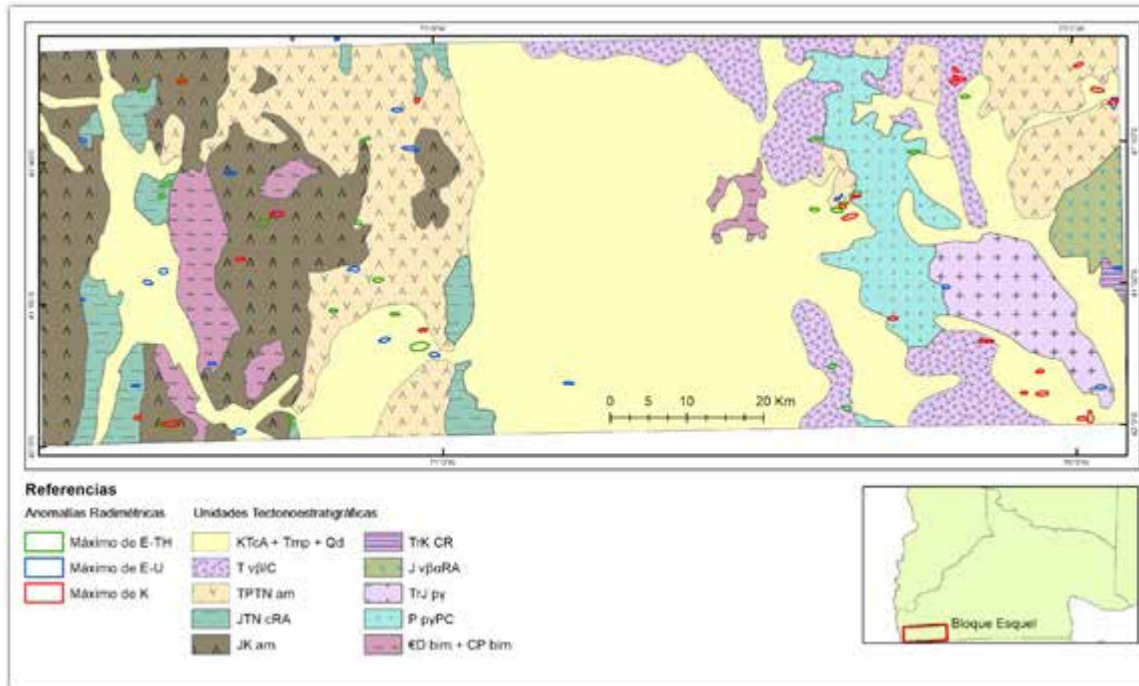 0 5 10 20 Km
Referencias
Anomalías Radimétricas
Unidades Tectonoestratigráficas
Máximo de E-TH
Máximo de E-U
Máximo de K
KTcA + Tmp + Qd
T vβ/C
TPTN am
JTN cRA
JK am
TrK CR
J vβαRA
TrJ pγ
P pγPC
€D bim + CP bim
Bloque Esquel